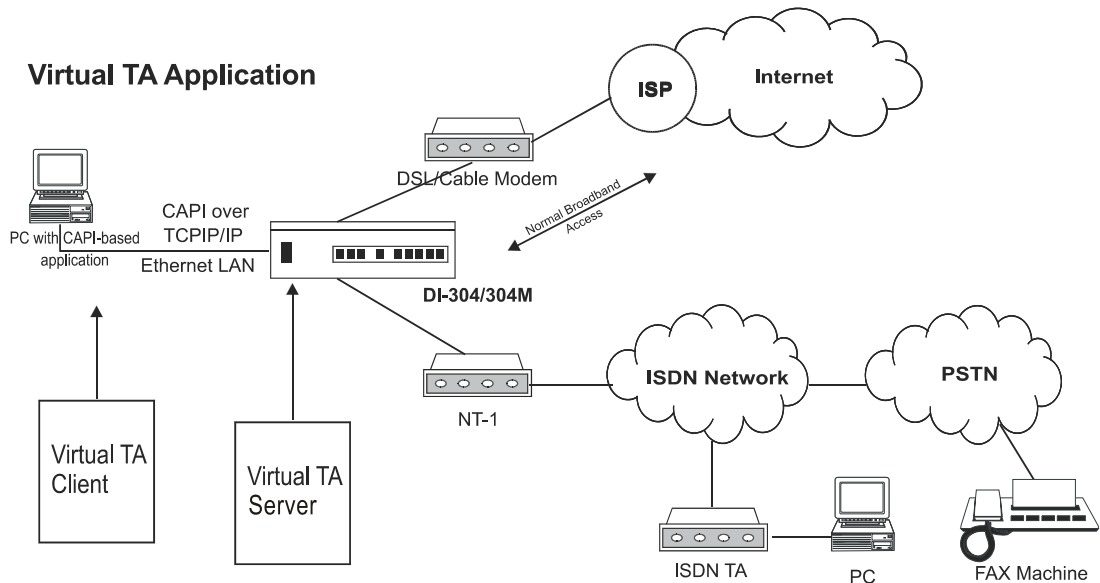 Virtual TA Application
ISP
Internet
DSL/Cable Modem
Normal Broadband
Access
PC with CAPI-based
application
CAPI over
TCPIP/IP
Ethernet LAN
DI-304/304M
NT-1
ISDN Network
PSTN
Virtual TA
Client
Virtual TA
Server
ISDN TA
PC
FAX Machine